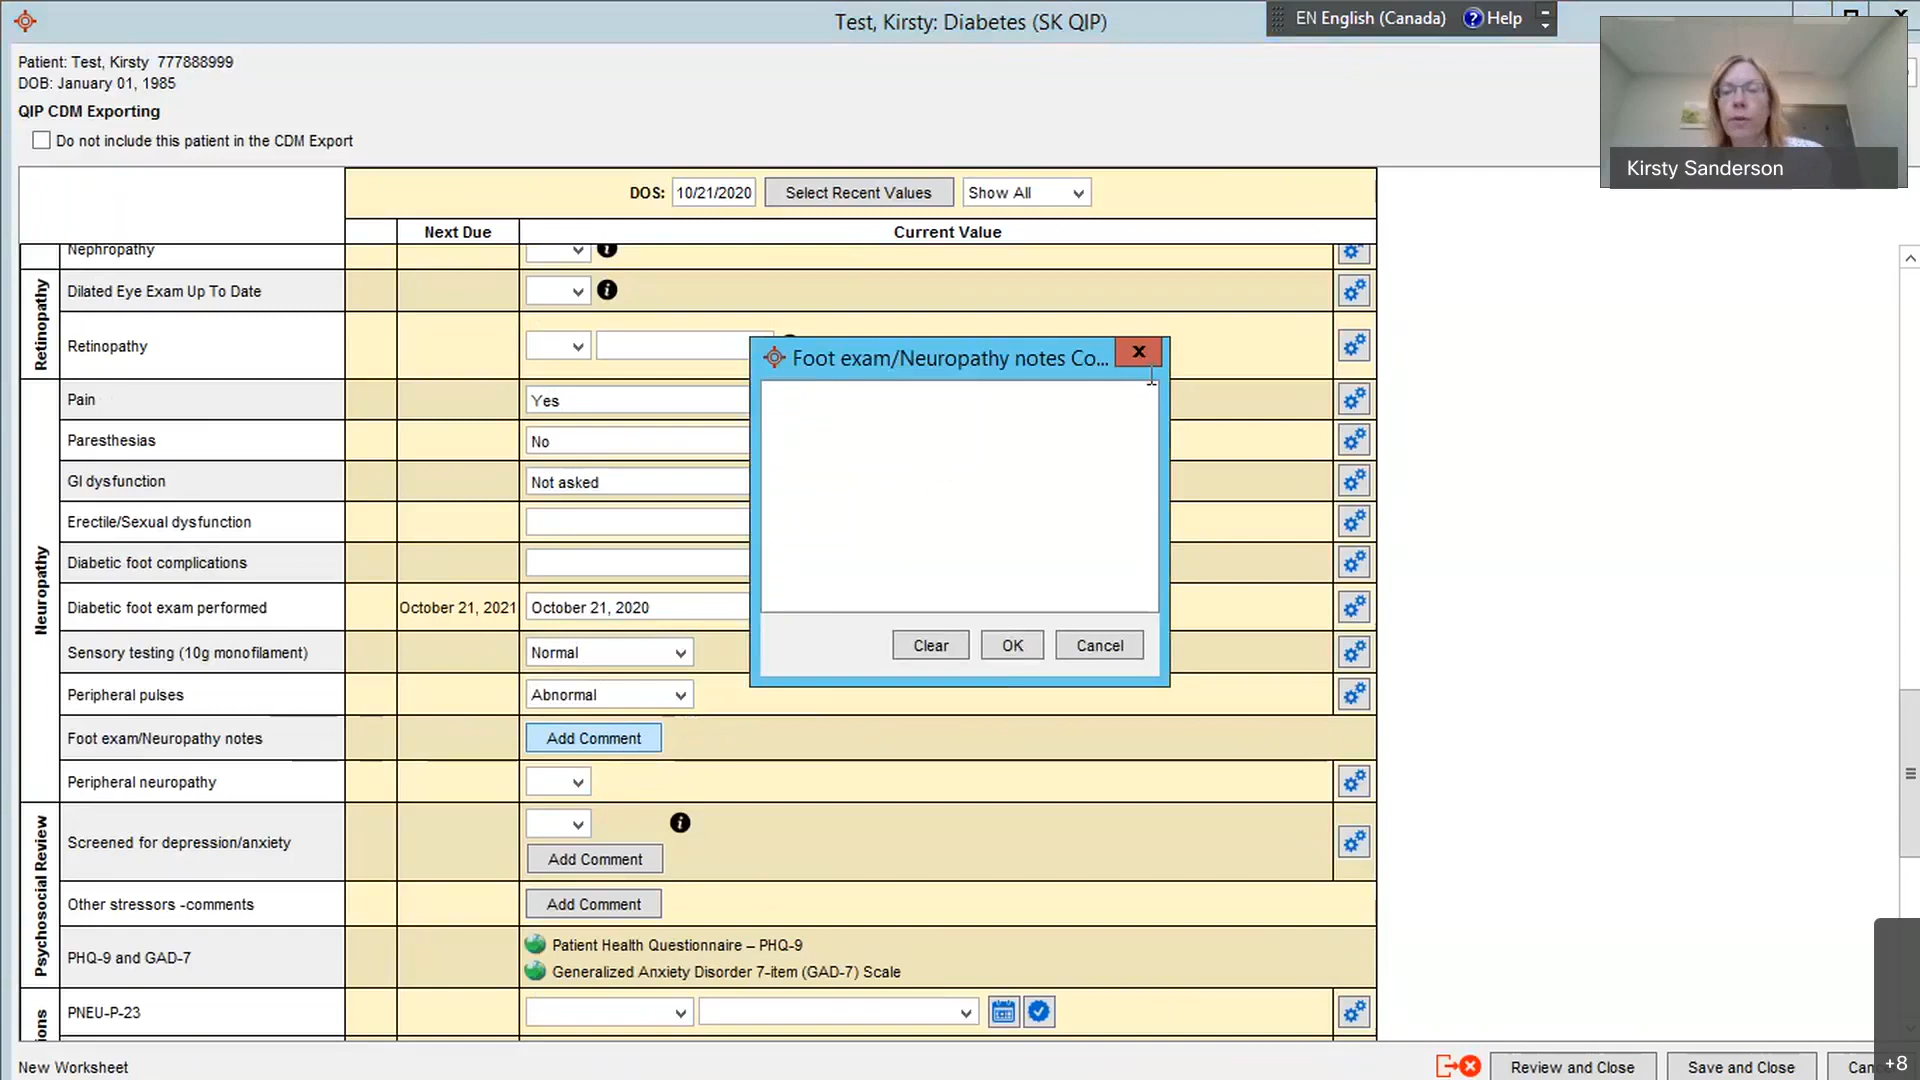 Test, Kirsty: Diabetes (SK QIP)
EN English (Canada) Help
Patient: Test, Kirsty 777888999
DOB: January 01, 1985
QIP CDM Exporting
Do not include this patient in the CDM Export
Kirsty Sanderson
DOS: 10/21/2020 Select Recent Values Show All
Next Due Current Value
Nephropathy
Retinopathy
Dilated Eye Exam Up To Date
Retinopathy
Foot exam/Neuropathy notes Co...
Neuropathy
Pain Yes
Paresthesias No
GI dysfunction Not asked
Erectile/Sexual dysfunction
Diabetic foot complications
Diabetic foot exam performed October 21, 2021 October 21, 2020
Clear OK Cancel
Sensory testing (10g monofilament) Normal
Peripheral pulses Abnormal
Foot exam/Neuropathy notes Add Comment
Peripheral neuropathy
Psychosocial Review
Screened for depression/anxiety
Add Comment
Other stressors -comments Add Comment
PHQ-9 and GAD-7
Patient Health Questionnaire – PHQ-9
Generalized Anxiety Disorder 7-item (GAD-7) Scale
PNEU-P-23
New Worksheet Review and Close Save and Close
+8